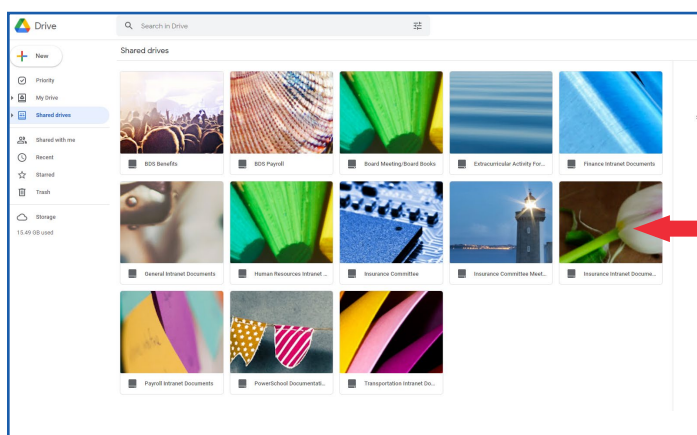 Drive
Search in Drive
New
Shared drives
Priority
My Drive
Shared drives
Shared with me
Recent
Starred
Trash
Storage
15.49 GB used
BDS Benefits
BDS Payroll
Board Meeting/Board Books
Extracurricular Activity For...
Finance Intranet Documents
General Intranet Documents
Human Resources Intranet ...
Insurance Committee
Insurance Committee Meet...
Insurance Intranet Docume...
Payroll Intranet Documents
PowerSchool Documentati...
Transportation Intranet Do...